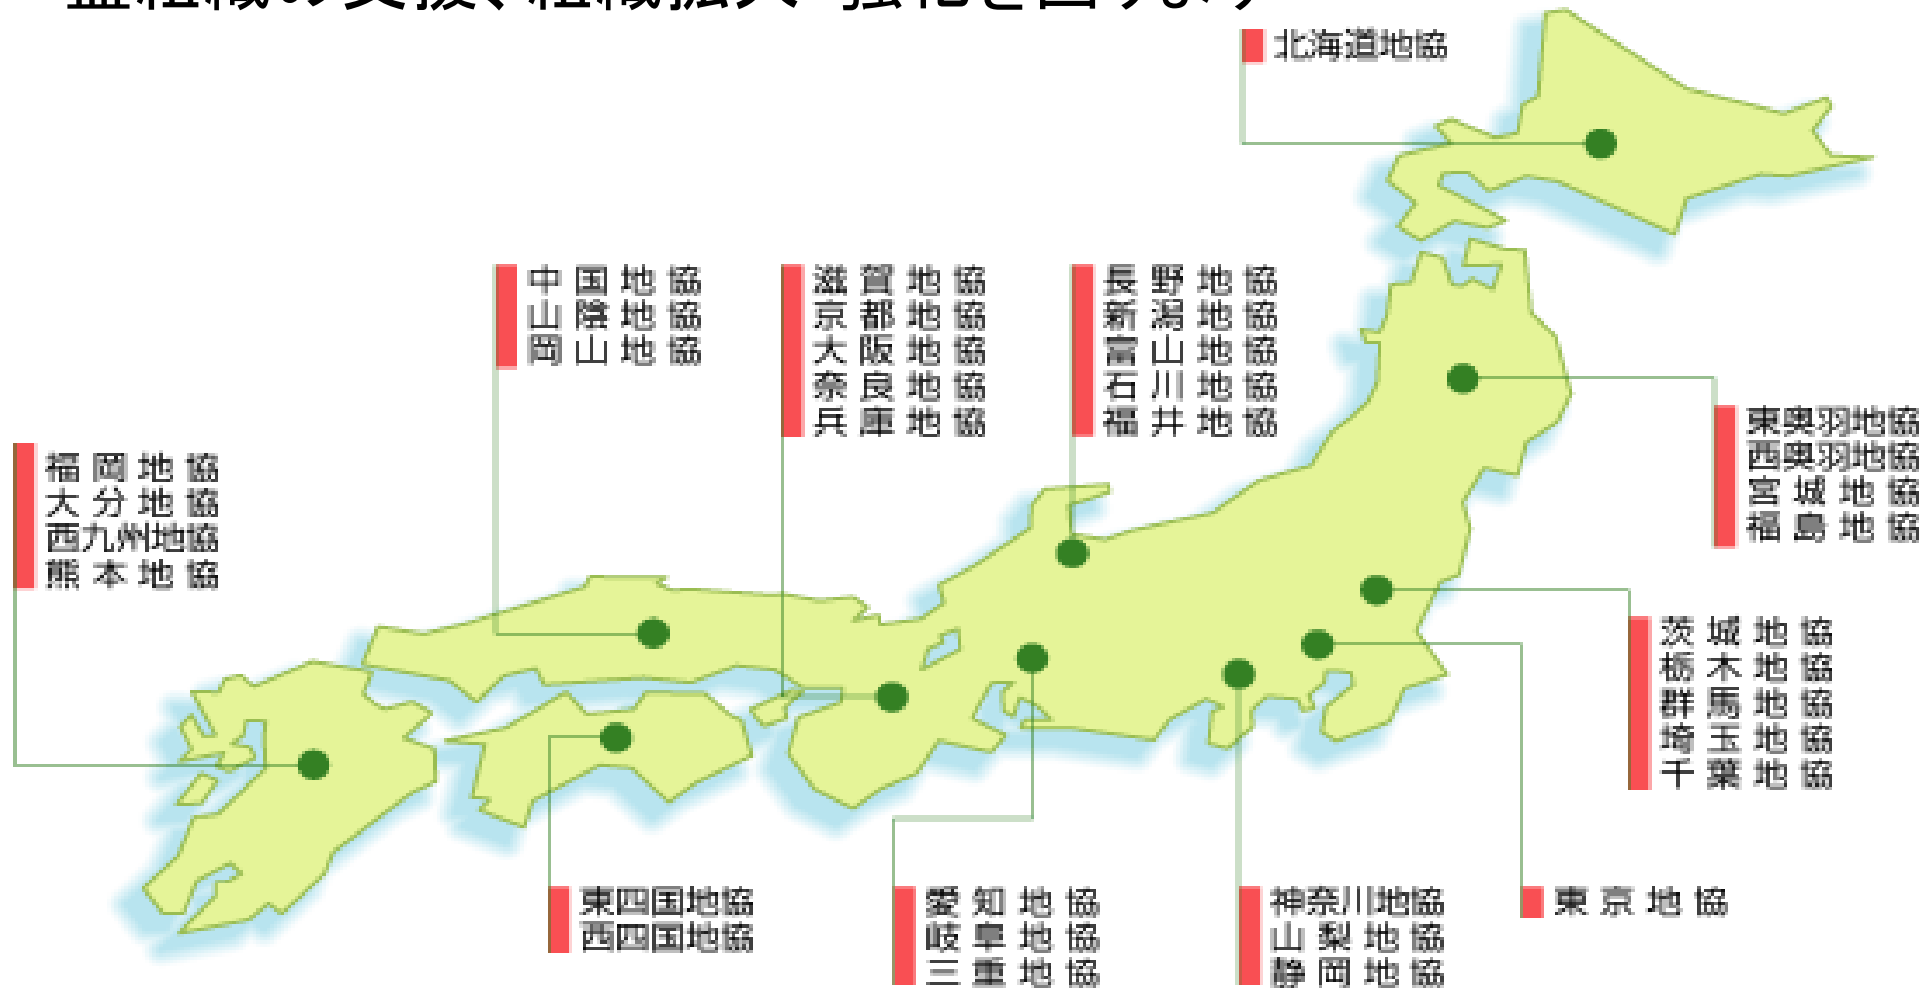 北海道地協
中国地協
山陰地協
岡山地協
滋賀地協
京都地協
大阪地協
奈良地協
兵庫地協
長野地協
新潟地協
富山地協
石川地協
福井地協
東奥羽地協
西奥羽地協
宮城地協
福島地協
福岡地協
大分地協
西九州地協
熊本地協
茨城地協
栃木地協
群馬地協
埼玉地協
千葉地協
東四国地協
西四国地協
愛知地協
岐阜地協
三重地協
神奈川地協
山梨地協
静岡地協
東京地協